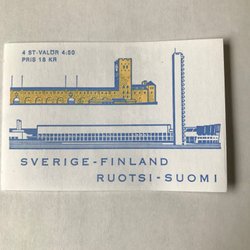 4 ST-VALÖR 4:50
PRIS 18 KR
SVERIGE-FINLAND
RUOTSI-SUOMI